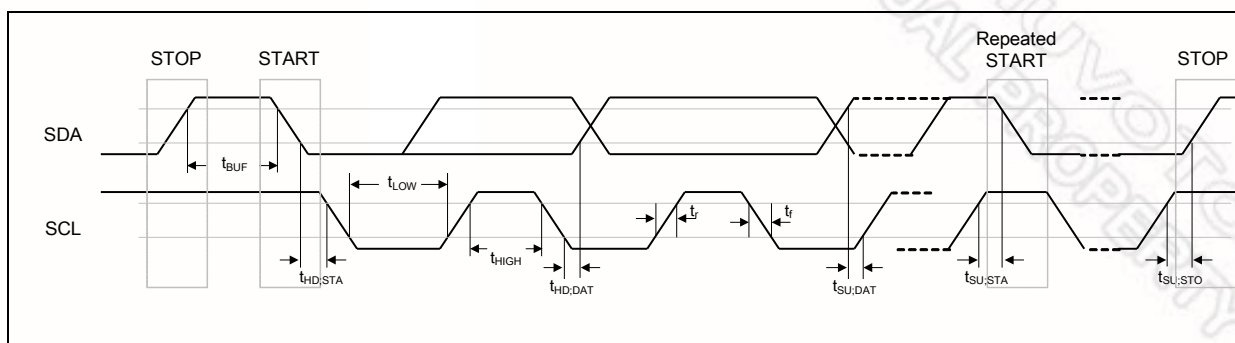 STOP
START
Repeated
START
STOP
SDA
tBUF
tLOW
SCL
tr
tf
tHIGH
tHD;STA
tHD;DAT
tSU;DAT
tSU;STA
tSU;STO